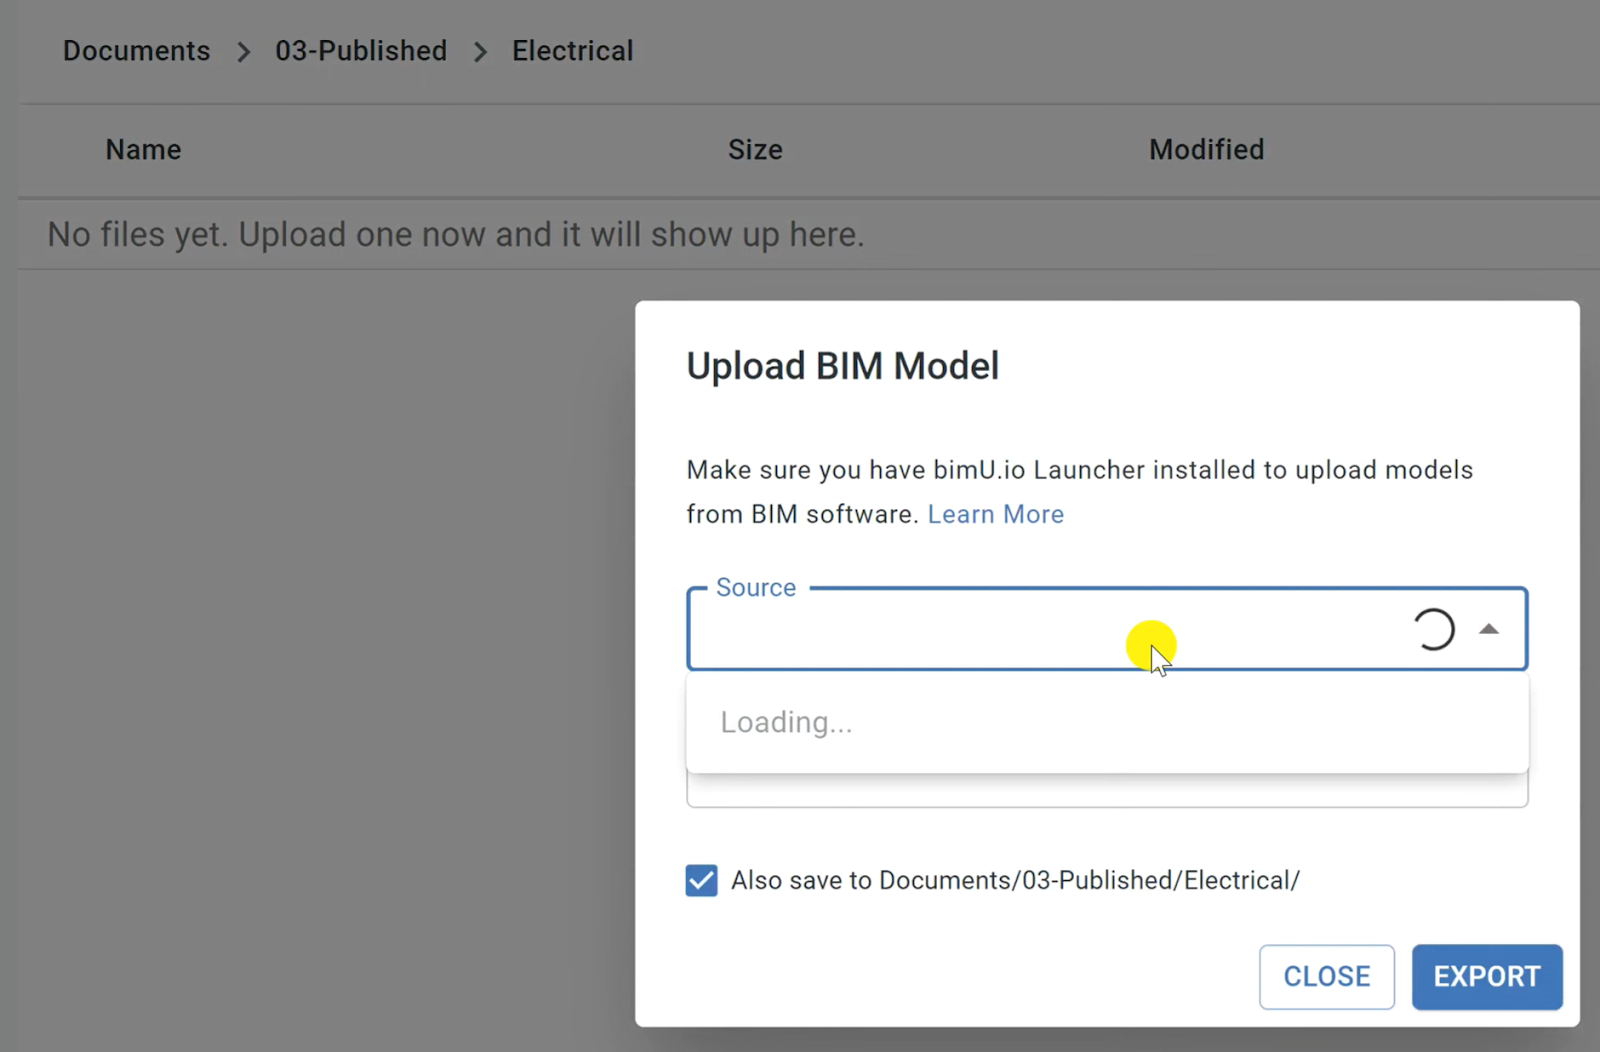 Documents > 03-Published > Electrical
Name Size Modified
No files yet. Upload one now and it will show up here.
Upload BIM Model
Make sure you have bimU.io Launcher installed to upload models
from BIM software. Learn More
Source
Loading...
Also save to Documents/03-Published/Electrical/
CLOSE EXPORT